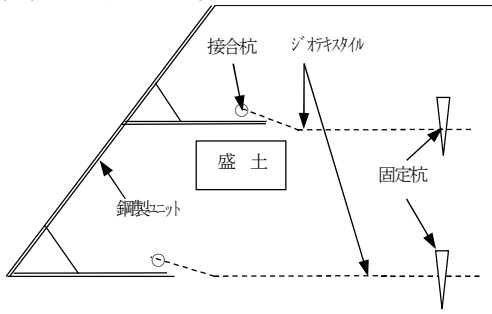 接合杭
ジオテキスタイル
盛 土
固定杭
鋼製ユニット